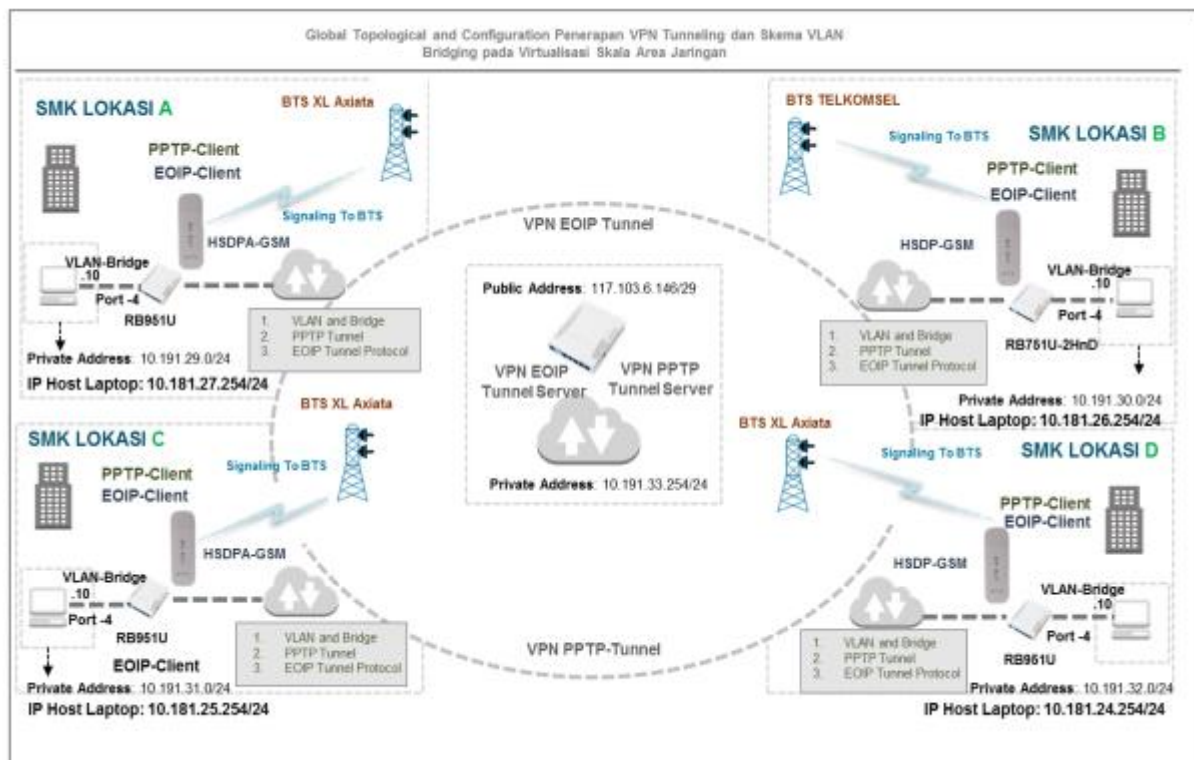 Global Topological and Configuration Penerapan VPN Tunneling dan Skema VLAN
Bridging pada Virtualisasi Skala Area Jaringan
SMK LOKASI A
BTS XL Axiata
PPTP-Client
EOIP-Client
Signaling To BTS
HSDPA-GSM
VLAN-Bridge
.10
Port -4
RB951U
1. VLAN and Bridge
2. PPTP Tunnel
3. EOIP Tunnel Protocol
Private Address: 10.191.29.0/24
IP Host Laptop: 10.181.27.254/24
BTS TELKOMSEL
Signaling To BTS
SMK LOKASI B
PPTP-Client
EOIP-Client
HSDP-GSM
VLAN-Bridge
.10
Port -4
RB751U-2HnD
1. VLAN and Bridge
2. PPTP Tunnel
3. EOIP Tunnel Protocol
Private Address: 10.191.30.0/24
IP Host Laptop: 10.181.26.254/24
VPN EOIP Tunnel
Public Address: 117.103.6.146/29
VPN EOIP
Tunnel Server
VPN PPTP
Tunnel Server
Private Address: 10.191.33.254/24
VPN PPTP-Tunnel
SMK LOKASI C
BTS XL Axiata
PPTP-Client
EOIP-Client
Signaling To BTS
HSDPA-GSM
VLAN-Bridge
.10
Port -4
RB951U
EOIP-Client
1. VLAN and Bridge
2. PPTP Tunnel
3. EOIP Tunnel Protocol
Private Address: 10.191.31.0/24
IP Host Laptop: 10.181.25.254/24
BTS XL Axiata
Signaling To BTS
SMK LOKASI D
PPTP-Client
EOIP-Client
HSDP-GSM
VLAN-Bridge
.10
Port -4
RB951U
1. VLAN and Bridge
2. PPTP Tunnel
3. EOIP Tunnel Protocol
Private Address: 10.191.32.0/24
IP Host Laptop: 10.181.24.254/24